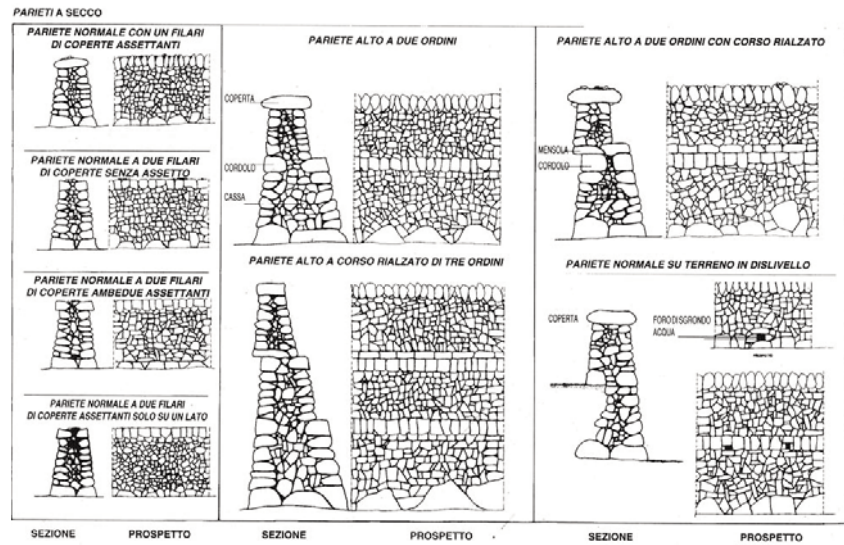 PARIETI A SECCO
PARIETE NORMALE CON UN FILARI
DI COPERTE ASSETTANTI
PARIETE NORMALE A DUE FILARI
DI COPERTE SENZA ASSETTO
PARIETE NORMALE A DUE FILARI
DI COPERTE AMBEDUE ASSETTANTI
PARIETE NORMALE A DUE FILARI
DI COPERTE ASSETTANTI SOLO SU UN LATO
SEZIONE
PROSPETTO
PARIETE ALTO A DUE ORDINI
COPERTA
CORDOLO
CASSA
PARIETE ALTO A CORSO RIALZATO DI TRE ORDINI
SEZIONE
PROSPETTO
PARIETE ALTO A DUE ORDINI CON CORSO RIALZATO
MENSOLA
CORDOLO
PARIETE NORMALE SU TERRENO IN DISLIVELLO
COPERTA
FORO DI SGRONDO
ACQUA
PROSPETTO
SEZIONE
PROSPETTO